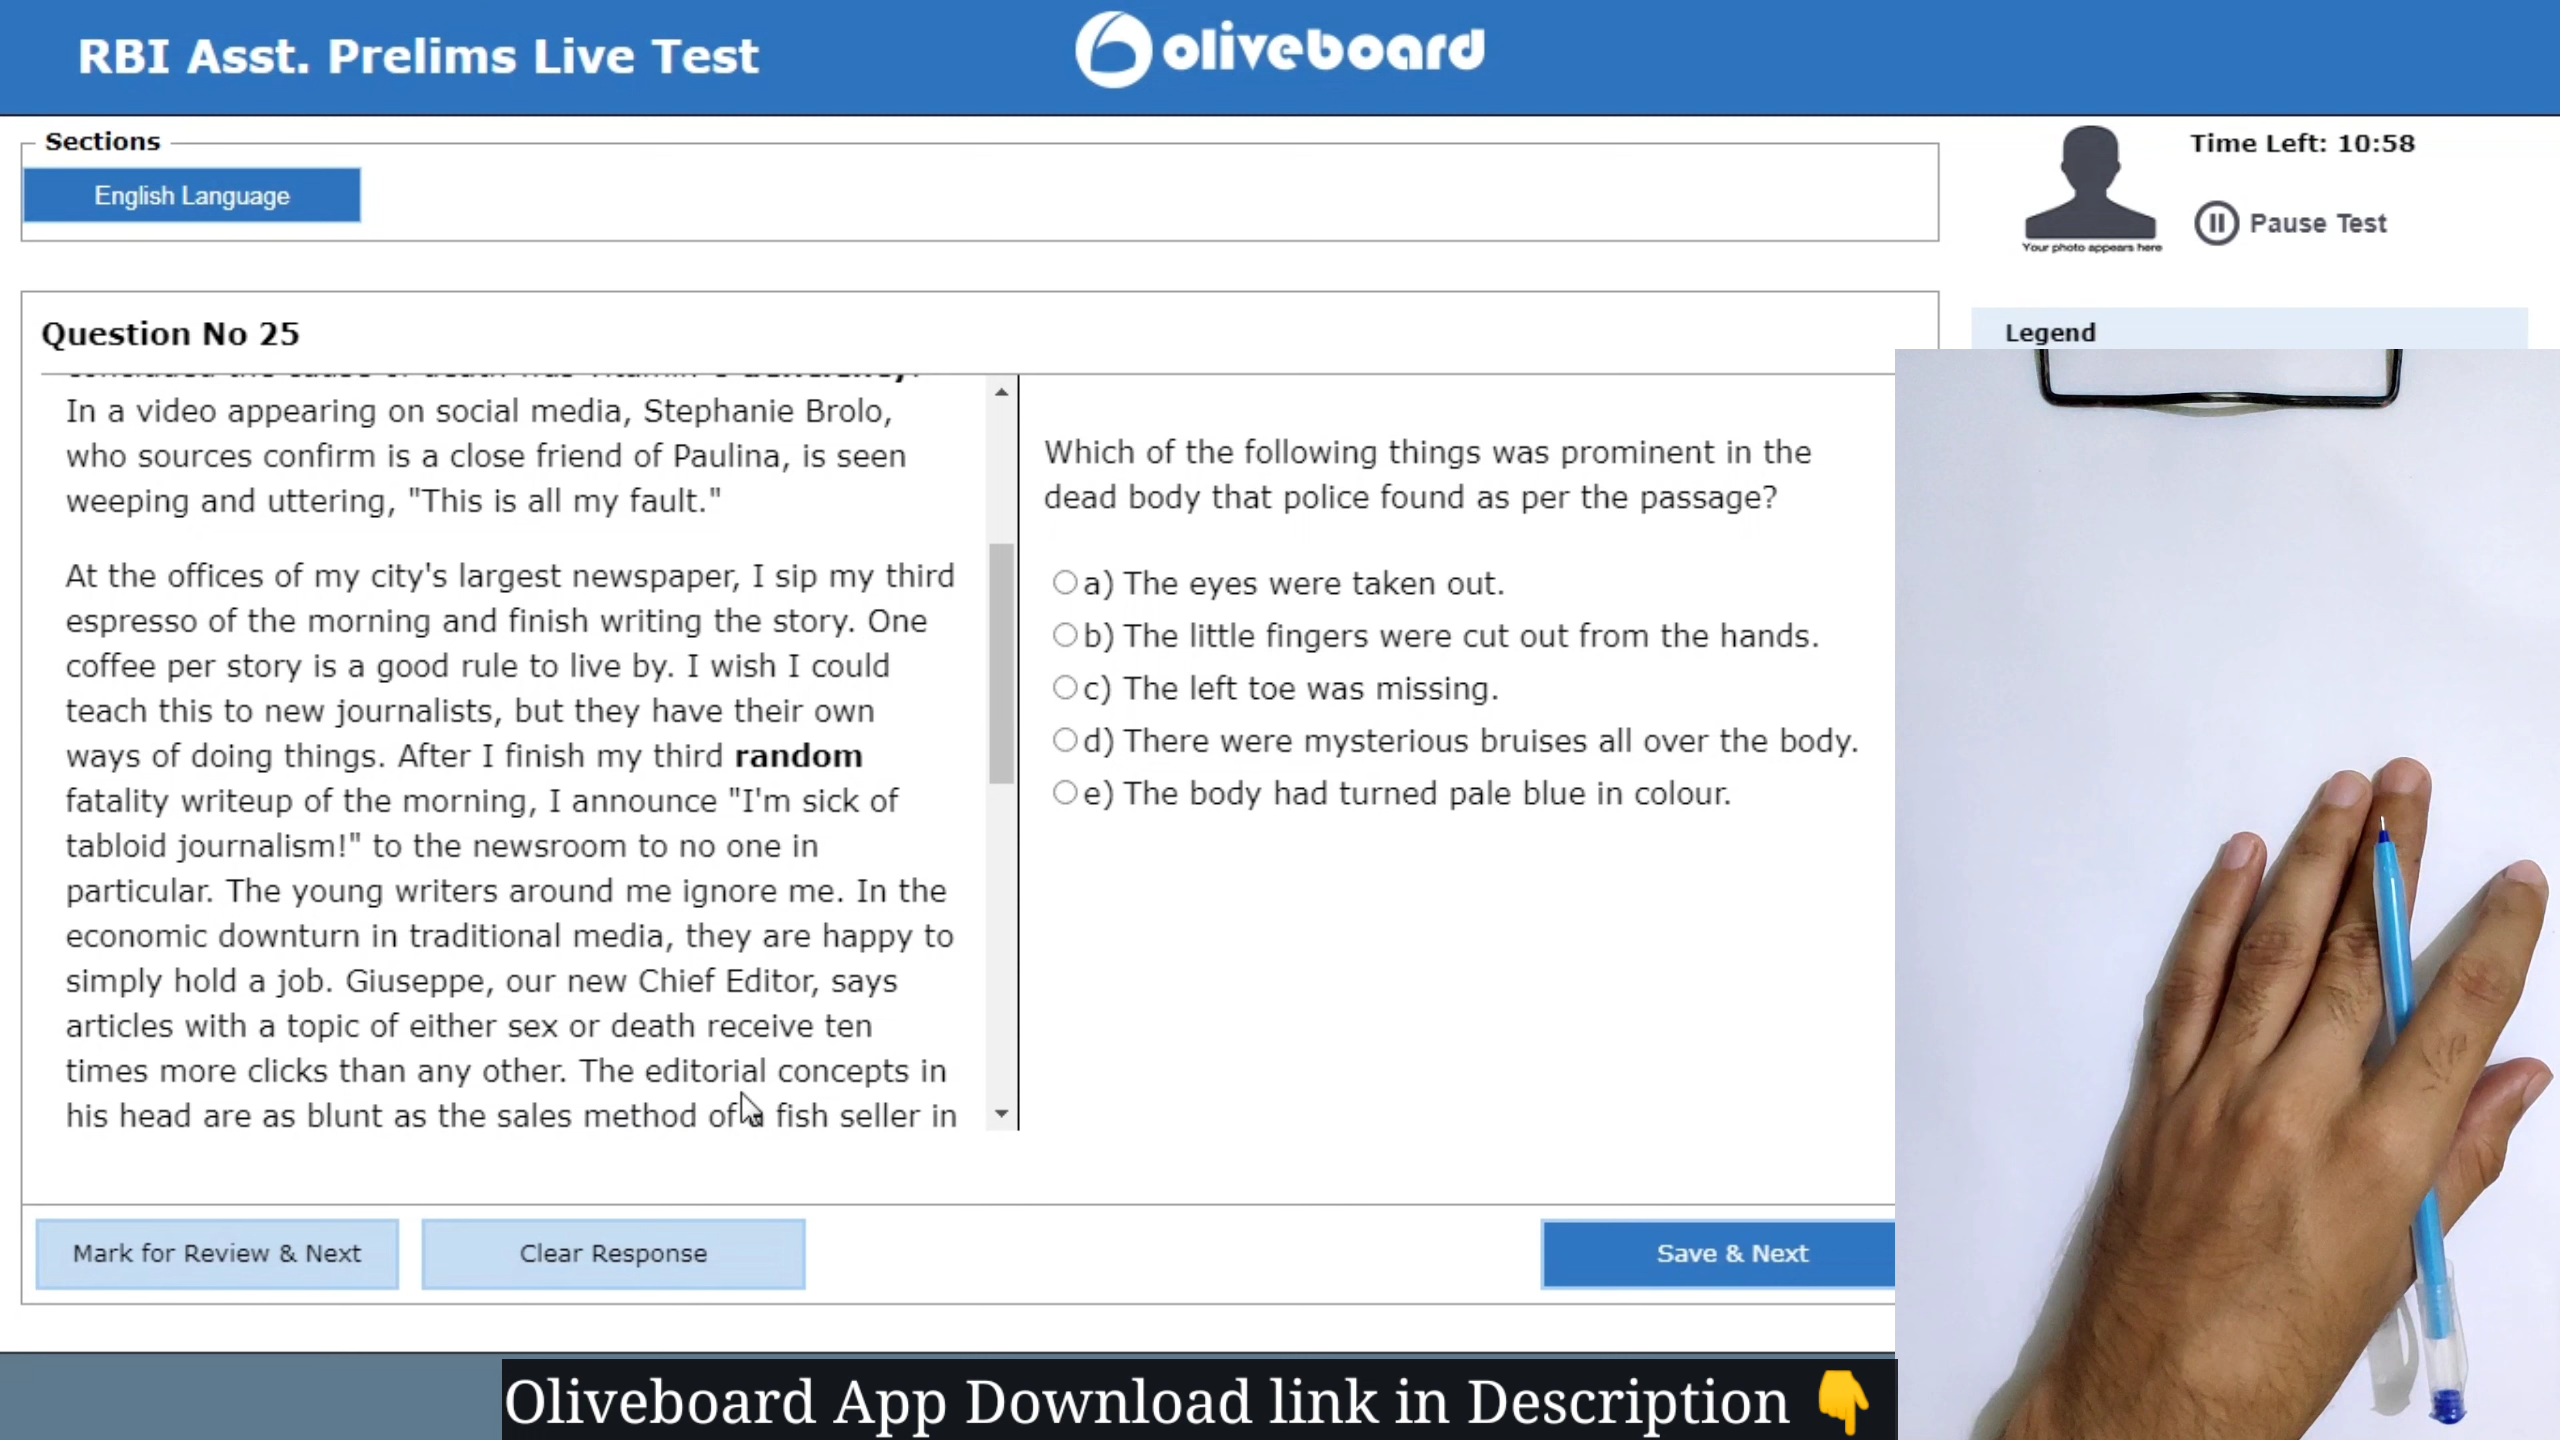 RBI Asst. Prelims Live Test
oliveboard
Sections
English Language
Time Left: 10:58
Pause Test
Your photo appears here
Question No 25
Legend
In a video appearing on social media, Stephanie Brolo,
who sources confirm is a close friend of Paulina, is seen
weeping and uttering, "This is all my fault."
At the offices of my city's largest newspaper, I sip my third
espresso of the morning and finish writing the story. One
coffee per story is a good rule to live by. I wish I could
teach this to new journalists, but they have their own
ways of doing things. After I finish my third random
fatality writeup of the morning, I announce "I'm sick of
tabloid journalism!" to the newsroom to no one in
particular. The young writers around me ignore me. In the
economic downturn in traditional media, they are happy to
simply hold a job. Giuseppe, our new Chief Editor, says
articles with a topic of either sex or death receive ten
times more clicks than any other. The editorial concepts in
his head are as blunt as the sales method of a fish seller in
Which of the following things was prominent in the
dead body that police found as per the passage?
a) The eyes were taken out.
b) The little fingers were cut out from the hands.
c) The left toe was missing.
d) There were mysterious bruises all over the body.
e) The body had turned pale blue in colour.
Mark for Review & Next
Clear Response
Save & Next
Oliveboard App Download link in Description 👇